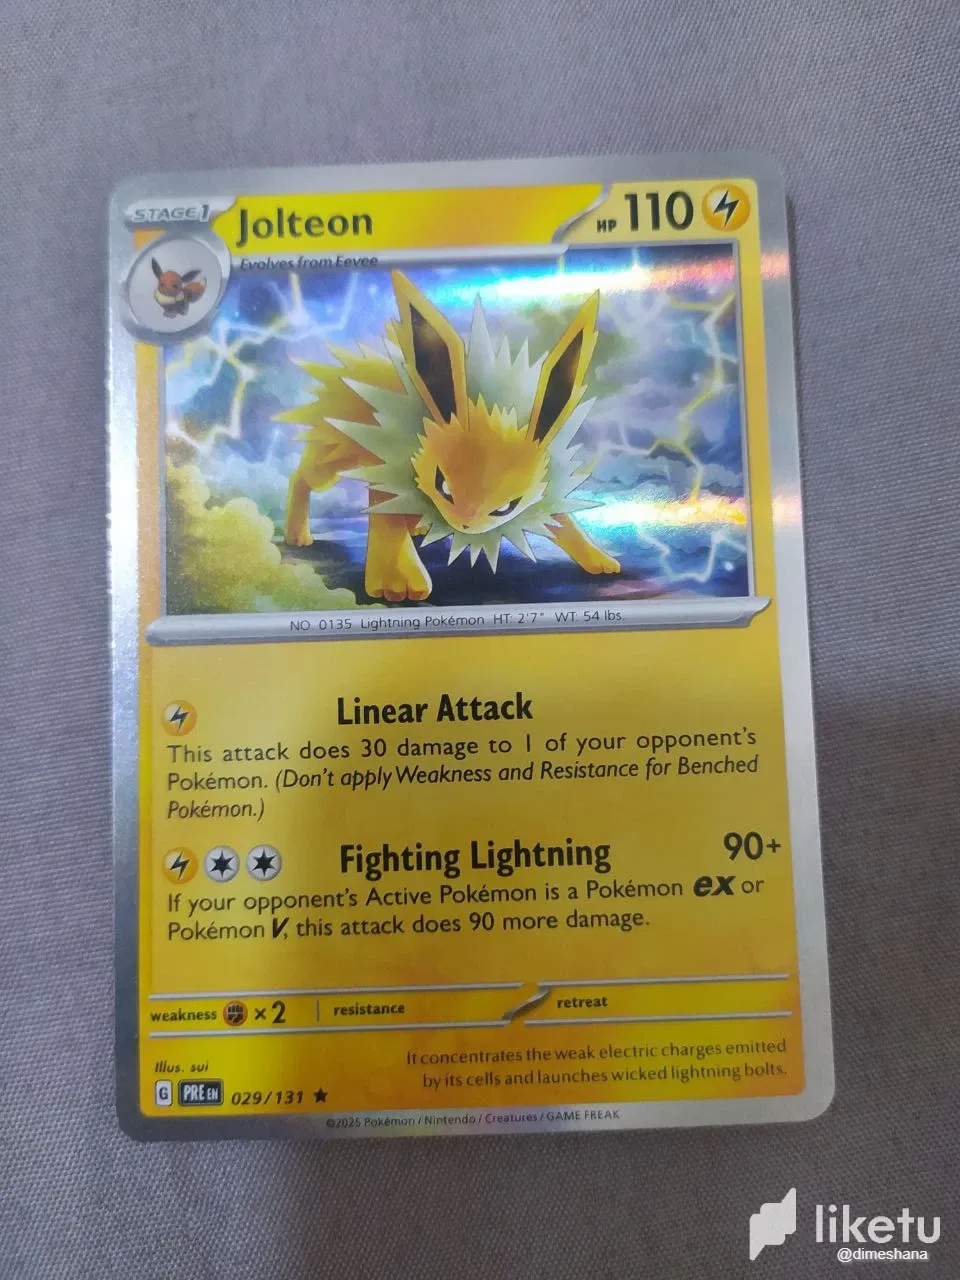 STAGE1 Jolteon HP 110
Evolves from Eevee
NO. 0135 Lightning Pokémon HT: 2'7" WT: 54 lbs.
Linear Attack
This attack does 30 damage to 1 of your opponent's
Pokémon. (Don't apply Weakness and Resistance for Benched
Pokémon.)
Fighting Lightning 90+
If your opponent's Active Pokémon is a Pokémon ex or
Pokémon V, this attack does 90 more damage.
weakness ×2 resistance retreat
Illus. sui
It concentrates the weak electric charges emitted
by its cells and launches wicked lightning bolts.
G PRE EN 029/131
©2025 Pokémon / Nintendo / Creatures / GAME FREAK
liketu
@dimeshana